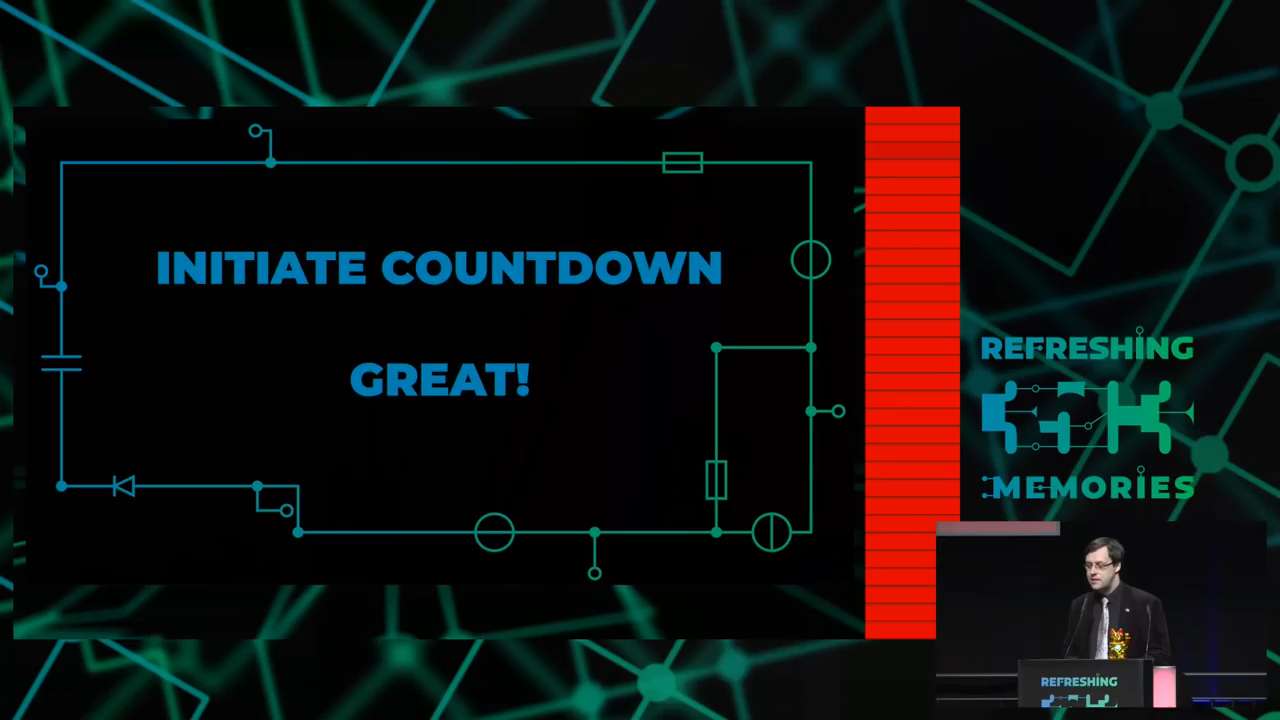 INITIATE COUNTDOWN
GREAT!
REFRESHING
MEMORIES
REFRESHING